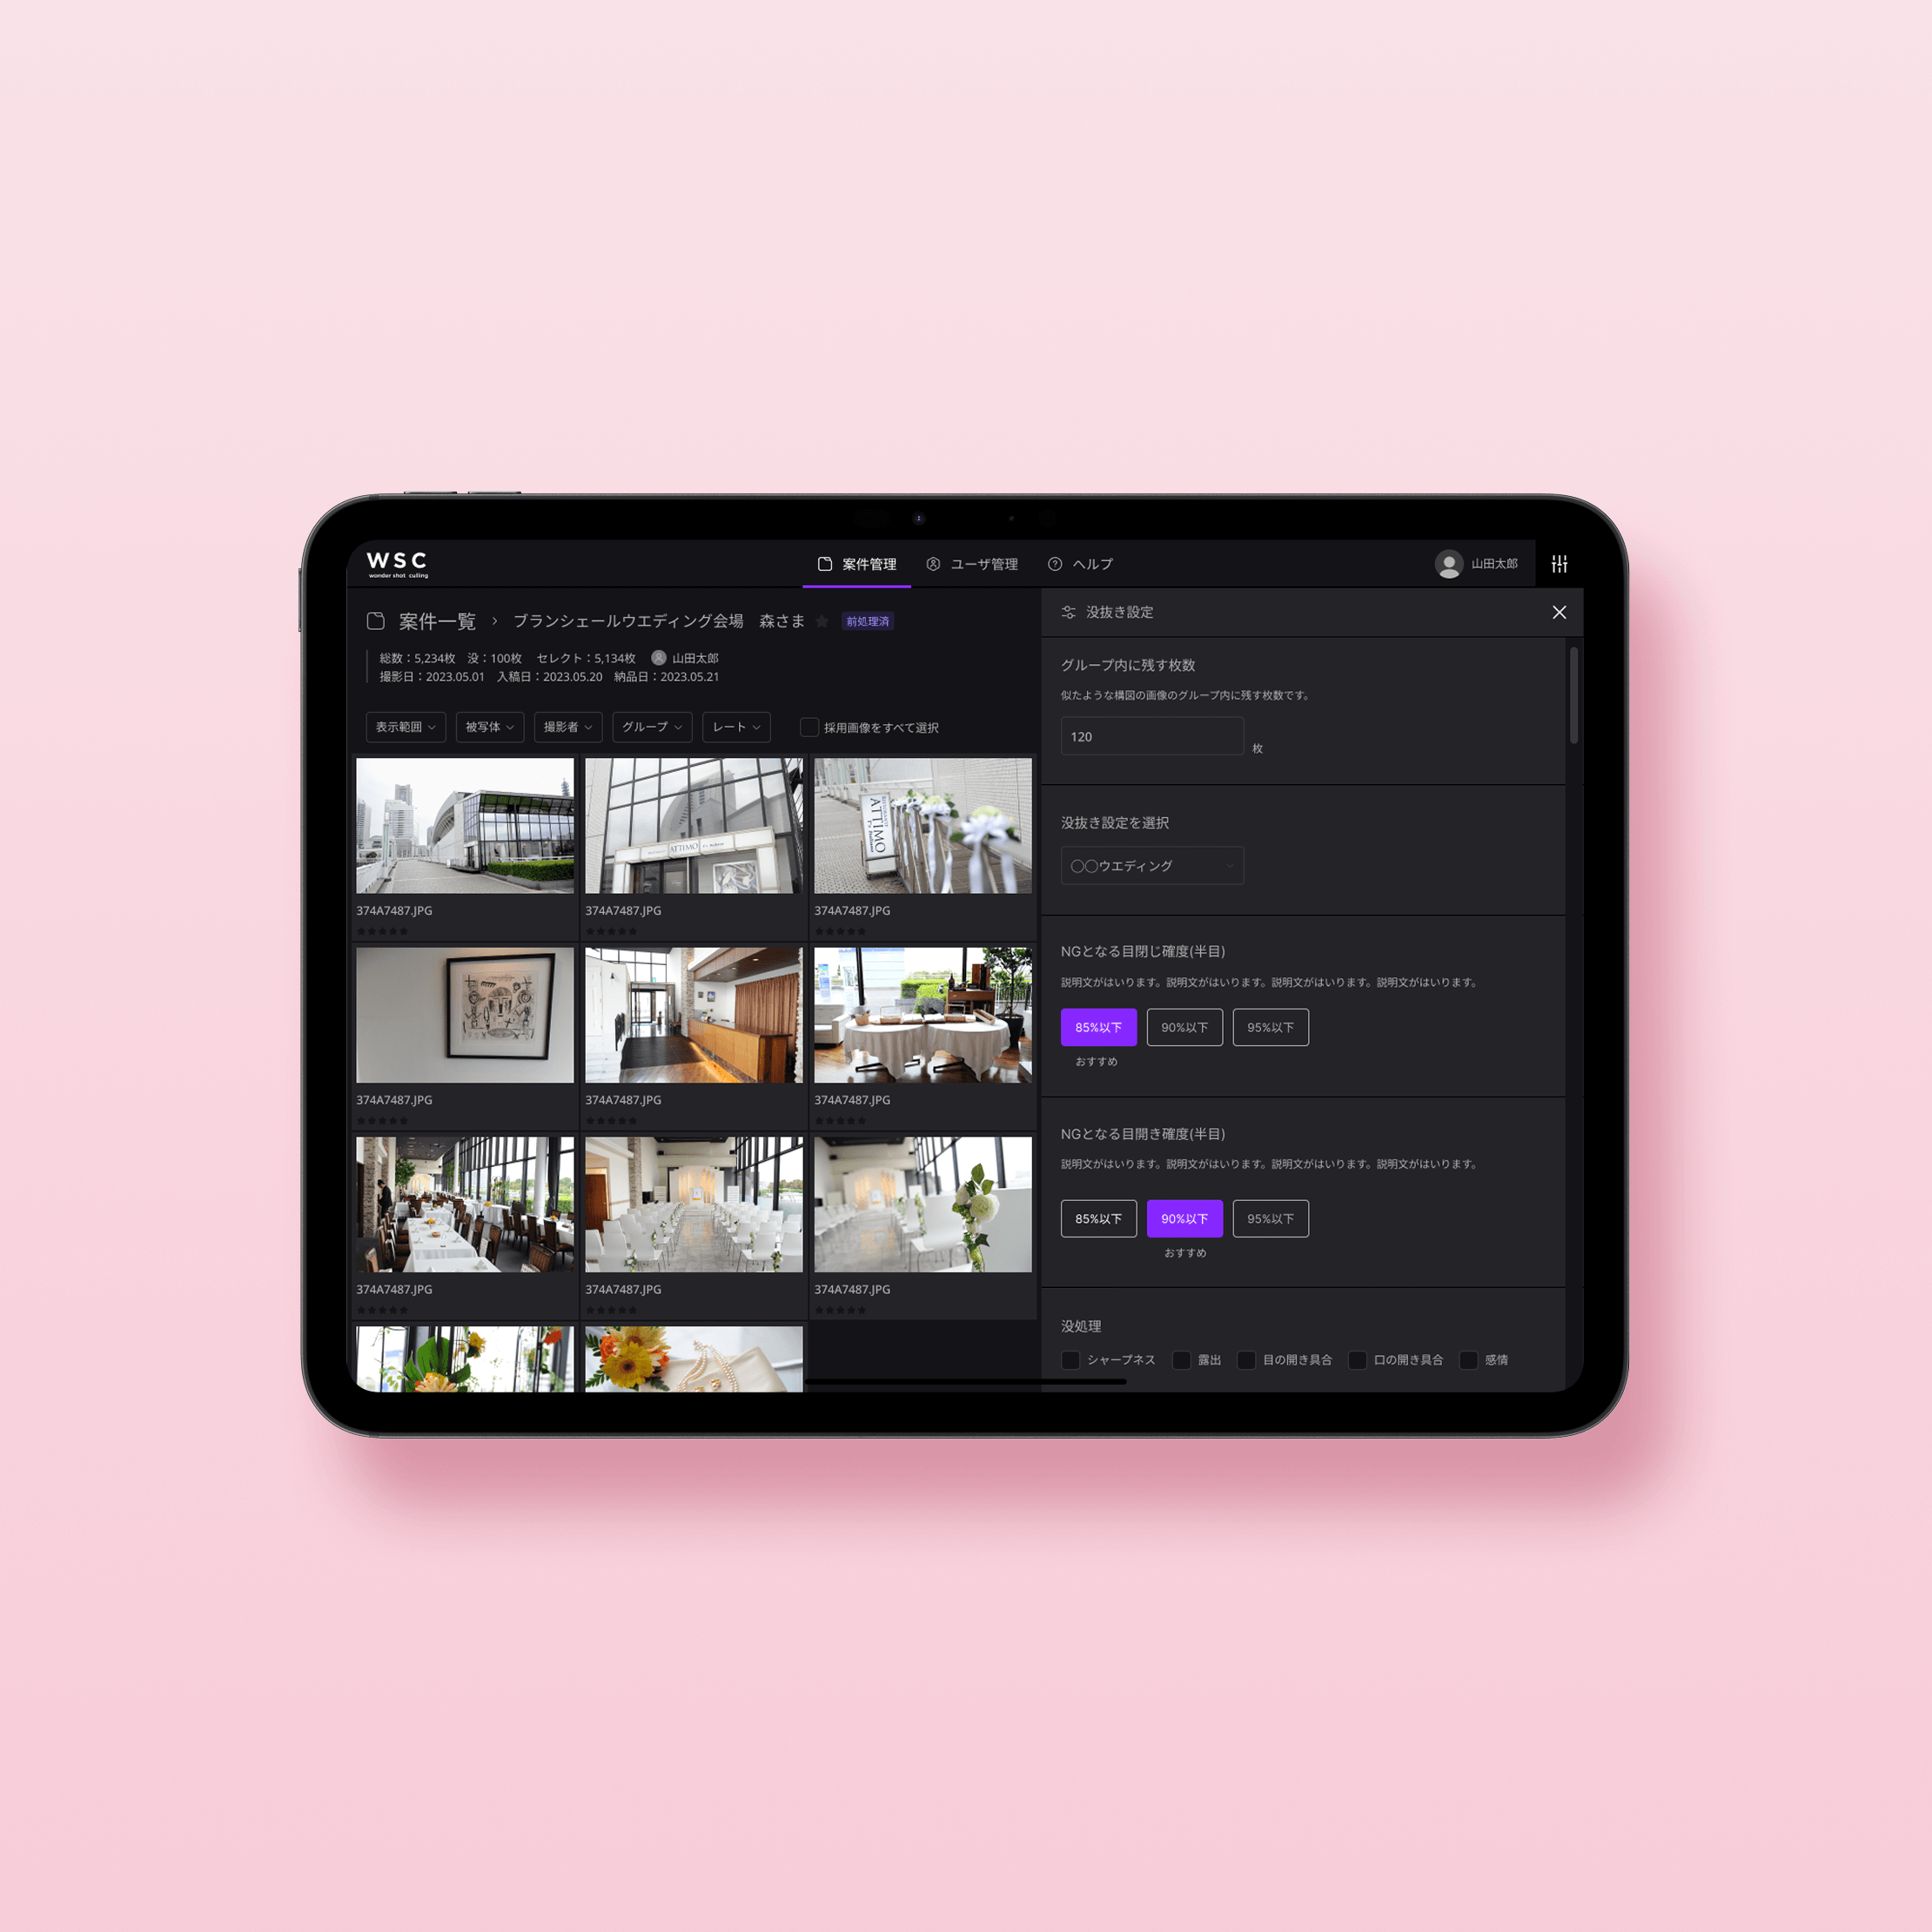 WSC
wonder shot culling
案件管理
ユーザ管理
ヘルプ
山田太郎
案件一覧 › ブランシェールウエディング会場 森さま
前処理済
総数：5,234枚 没：100枚 セレクト：5,134枚 山田太郎
撮影日：2023.05.01 入稿日：2023.05.20 納品日：2023.05.21
表示範囲
被写体
撮影者
グループ
レート
採用画像をすべて選択
ATTIMO
RISTORANTE
ATTIMO
374A7487.JPG
374A7487.JPG
374A7487.JPG
374A7487.JPG
374A7487.JPG
374A7487.JPG
374A7487.JPG
374A7487.JPG
374A7487.JPG
没抜き設定
グループ内に残す枚数
似たような構図の画像のグループ内に残す枚数です。
120
枚
没抜き設定を選択
〇〇ウエディング
NGとなる目閉じ確度(半目)
説明文がはいります。説明文がはいります。説明文がはいります。説明文がはいります。
85%以下
90%以下
95%以下
おすすめ
NGとなる目開き確度(半目)
説明文がはいります。説明文がはいります。説明文がはいります。説明文がはいります。
85%以下
90%以下
95%以下
おすすめ
没処理
シャープネス
露出
目の開き具合
口の開き具合
感情